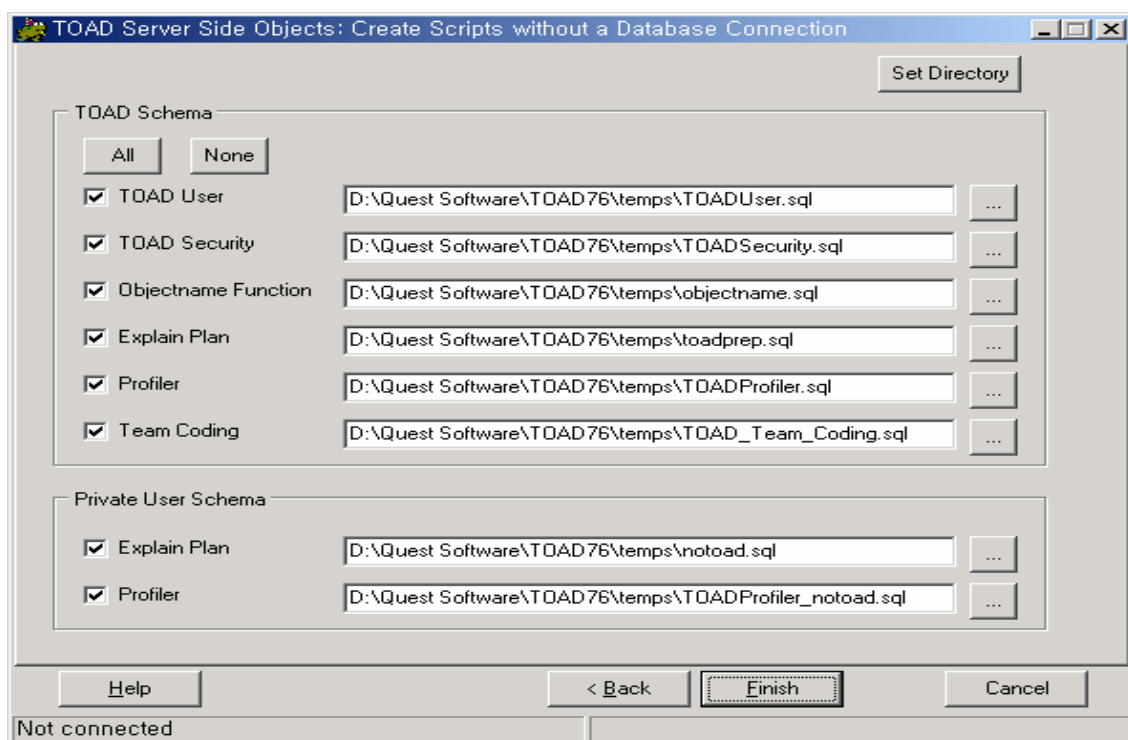 TOAD Server Side Objects: Create Scripts without a Database Connection
Set Directory
TOAD Schema
All None
TOAD User D:\Quest Software\TOAD76\temps\TOADUser.sql ...
TOAD Security D:\Quest Software\TOAD76\temps\TOADSecurity.sql ...
Objectname Function D:\Quest Software\TOAD76\temps\objectname.sql ...
Explain Plan D:\Quest Software\TOAD76\temps\toadprep.sql ...
Profiler D:\Quest Software\TOAD76\temps\TOADProfiler.sql ...
Team Coding D:\Quest Software\TOAD76\temps\TOAD_Team_Coding.sql ...
Private User Schema
Explain Plan D:\Quest Software\TOAD76\temps\notoad.sql ...
Profiler D:\Quest Software\TOAD76\temps\TOADProfiler_notoad.sql ...
Help < Back Finish Cancel
Not connected